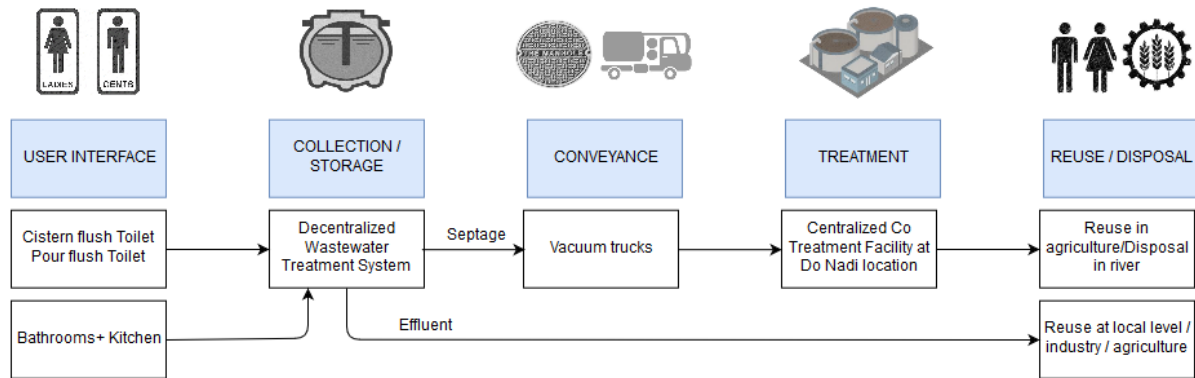 LADIES
GENTS
THE MANHOLE
USER INTERFACE
COLLECTION /
STORAGE
CONVEYANCE
TREATMENT
REUSE / DISPOSAL
Cistern flush Toilet
Pour flush Toilet
Decentralized
Wastewater
Treatment System
Septage
Vacuum trucks
Centralized Co
Treatment Facility at
Do Nadi location
Reuse in
agriculture/Disposal
in river
Bathrooms+ Kitchen
Effluent
Reuse at local level /
industry / agriculture